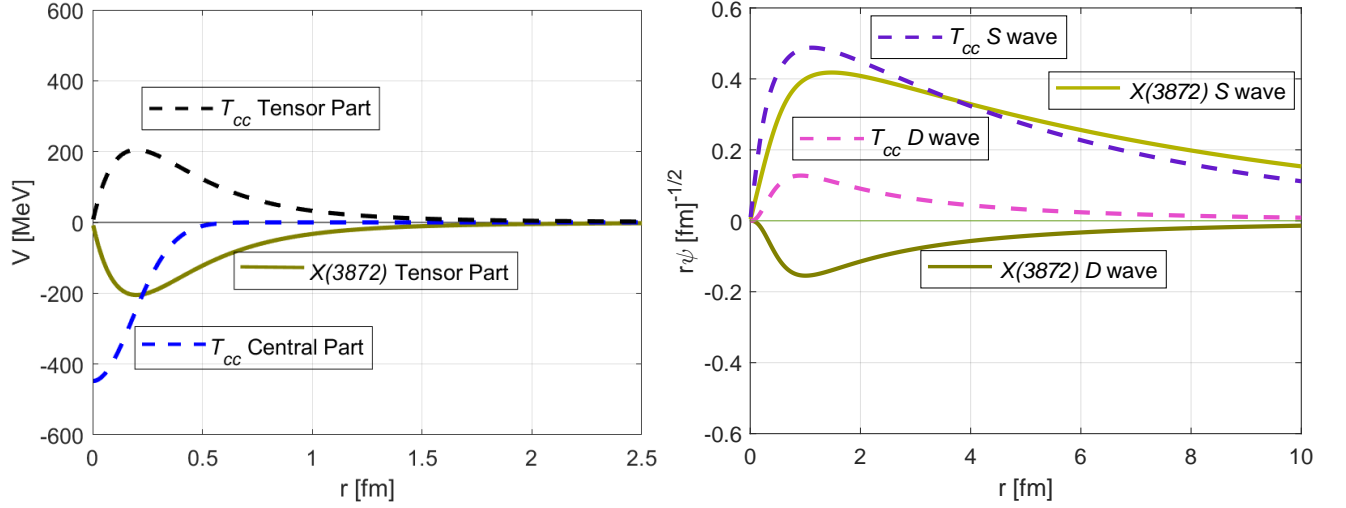 600
400
200
0
-200
-400
-600
V [MeV]
T_cc Tensor Part
X(3872) Tensor Part
T_cc Central Part
0 0.5 1 1.5 2 2.5
r [fm]
0.6
0.4
0.2
0
-0.2
-0.4
-0.6
rψ [fm]^-1/2
T_cc S wave
X(3872) S wave
T_cc D wave
X(3872) D wave
0 2 4 6 8 10
r [fm]